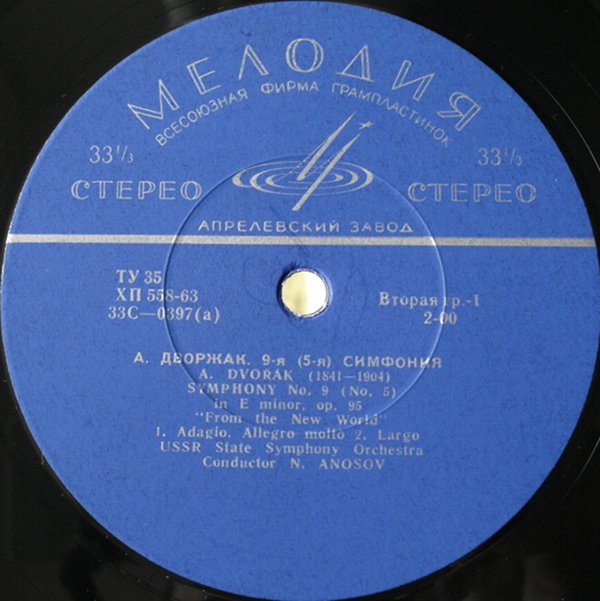 МЕЛОДИЯ
ВСЕСОЮЗНАЯ ФИРМА ГРАМПЛАСТИНОК
33⅓ 33⅓
СТЕРЕО СТЕРЕО
АПРЕЛЕВСКИЙ ЗАВОД
ТУ 35
ХП 558-63 Вторая гр.-I
33С—0397(а) 2-00
А. ДВОРЖАК. 9-я (5-я) СИМФОНИЯ
A. DVORAK (1841—1904)
SYMPHONY No. 9 (No. 5)
in E minor, op. 95
"From the New World"
1. Adagio. Allegro molto 2. Largo
USSR State Symphony Orchestra
Conductor N. ANOSOV